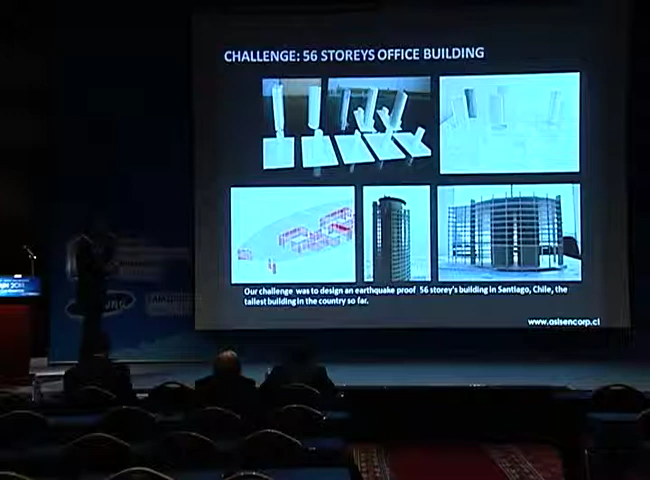 CHALLENGE: 56 STOREYS OFFICE BUILDING
Our challenge was to design an earthquake proof 56 storey's building in Santiago, Chile, the
tallest building in the country so far.
www.asisencorp.cl